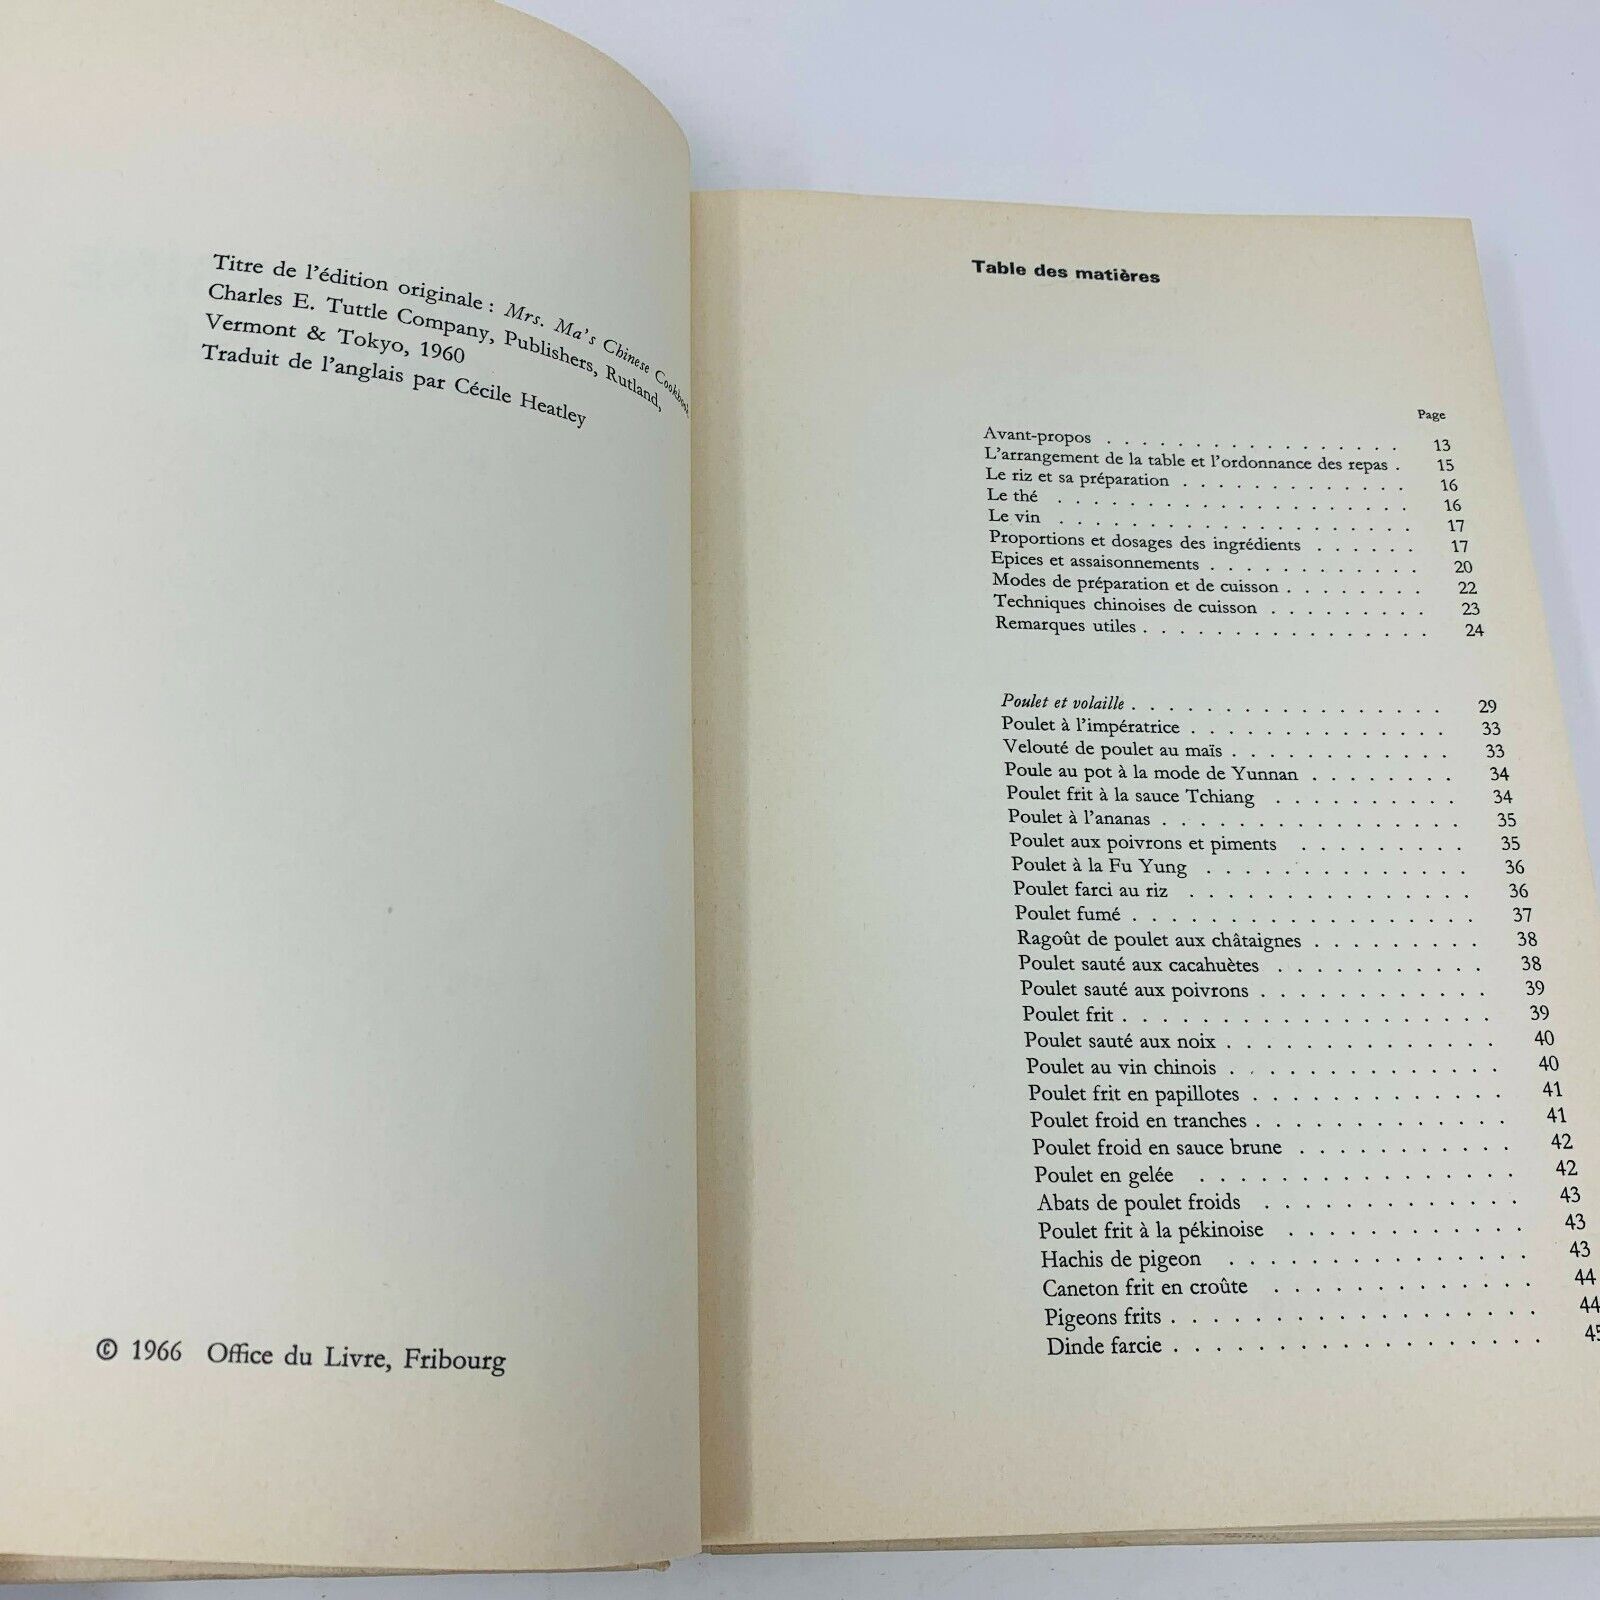 Titre de l'édition originale : Mrs. Ma's Chinese Cookbook
Charles E. Tuttle Company, Publishers, Rutland,
Vermont & Tokyo, 1960
Traduit de l'anglais par Cécile Heatley
© 1966 Office du Livre, Fribourg
Table des matières
Page
Avant-propos . . . . . . . . . . . . . . . . 13
L'arrangement de la table et l'ordonnance des repas . 15
Le riz et sa préparation . . . . . . . . . . . . 16
Le thé . . . . . . . . . . . . . . . . . . . 16
Le vin . . . . . . . . . . . . . . . . . . . 17
Proportions et dosages des ingrédients . . . . . . 17
Epices et assaisonnements . . . . . . . . . . . . 20
Modes de préparation et de cuisson . . . . . . . . 22
Techniques chinoises de cuisson . . . . . . . . . 23
Remarques utiles . . . . . . . . . . . . . . . . 24
Poulet et volaille . . . . . . . . . . . . . . . . . 29
Poulet à l'impératrice . . . . . . . . . . . . . . 33
Velouté de poulet au maïs . . . . . . . . . . . . 33
Poule au pot à la mode de Yunnan . . . . . . . . 34
Poulet frit à la sauce Tchiang . . . . . . . . . . 34
Poulet à l'ananas . . . . . . . . . . . . . . . . 35
Poulet aux poivrons et piments . . . . . . . . . 35
Poulet à la Fu Yung . . . . . . . . . . . . . . 36
Poulet farci au riz . . . . . . . . . . . . . . . 36
Poulet fumé . . . . . . . . . . . . . . . . . . 37
Ragoût de poulet aux châtaignes . . . . . . . . . 38
Poulet sauté aux cacahuètes . . . . . . . . . . . 38
Poulet sauté aux poivrons . . . . . . . . . . . . 39
Poulet frit . . . . . . . . . . . . . . . . . . . 39
Poulet sauté aux noix . . . . . . . . . . . . . . 40
Poulet au vin chinois . . . . . . . . . . . . . . 40
Poulet frit en papillotes . . . . . . . . . . . . . 41
Poulet froid en tranches . . . . . . . . . . . . . 41
Poulet froid en sauce brune . . . . . . . . . . . 42
Poulet en gelée . . . . . . . . . . . . . . . . 42
Abats de poulet froids . . . . . . . . . . . . . 43
Poulet frit à la pékinoise . . . . . . . . . . . . 43
Hachis de pigeon . . . . . . . . . . . . . . . 43
Caneton frit en croûte . . . . . . . . . . . . . 44
Pigeons frits . . . . . . . . . . . . . . . . . . 44
Dinde farcie . . . . . . . . . . . . . . . . . . 45